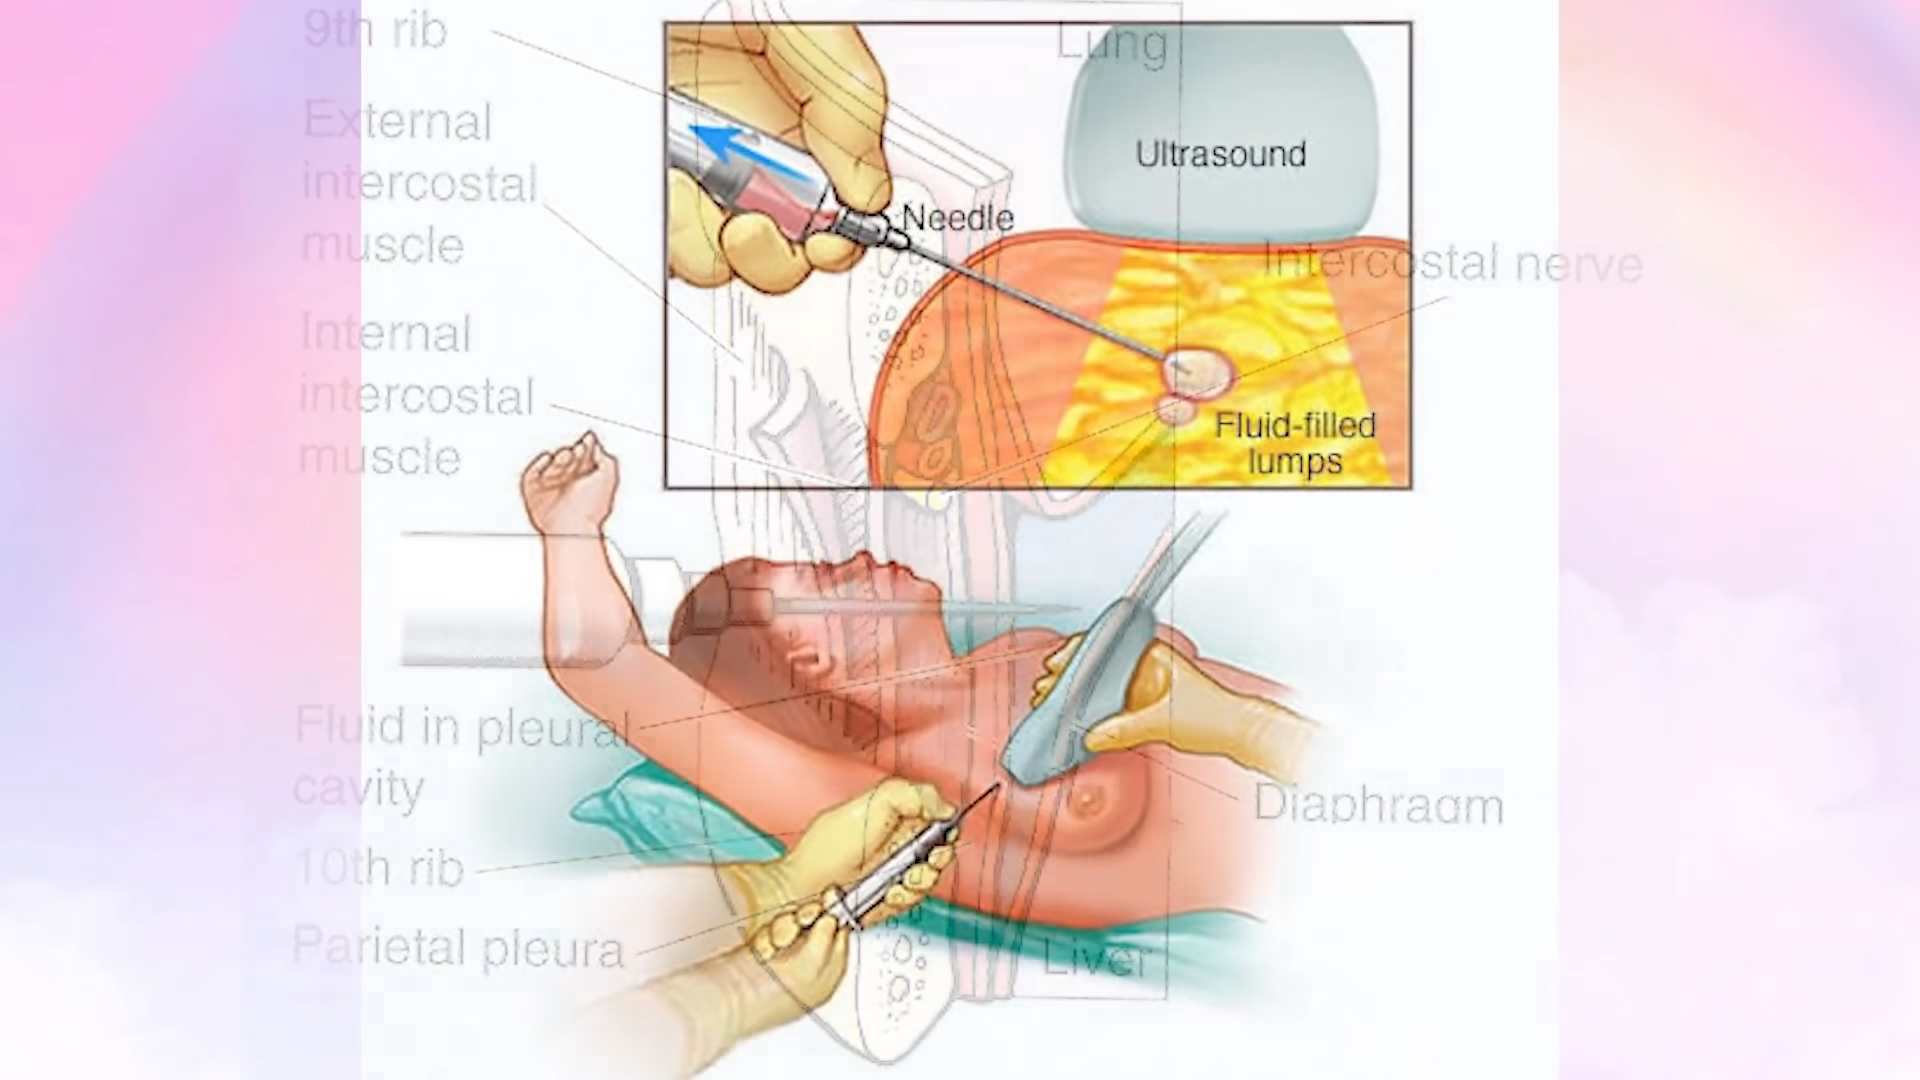 9th rib
Lung
External
intercostal
muscle
Ultrasound
Needle
Intercostal nerve
Internal
intercostal
muscle
Fluid-filled
lumps
Fluid in pleural
cavity
Diaphragm
10th rib
Parietal pleura
Liver